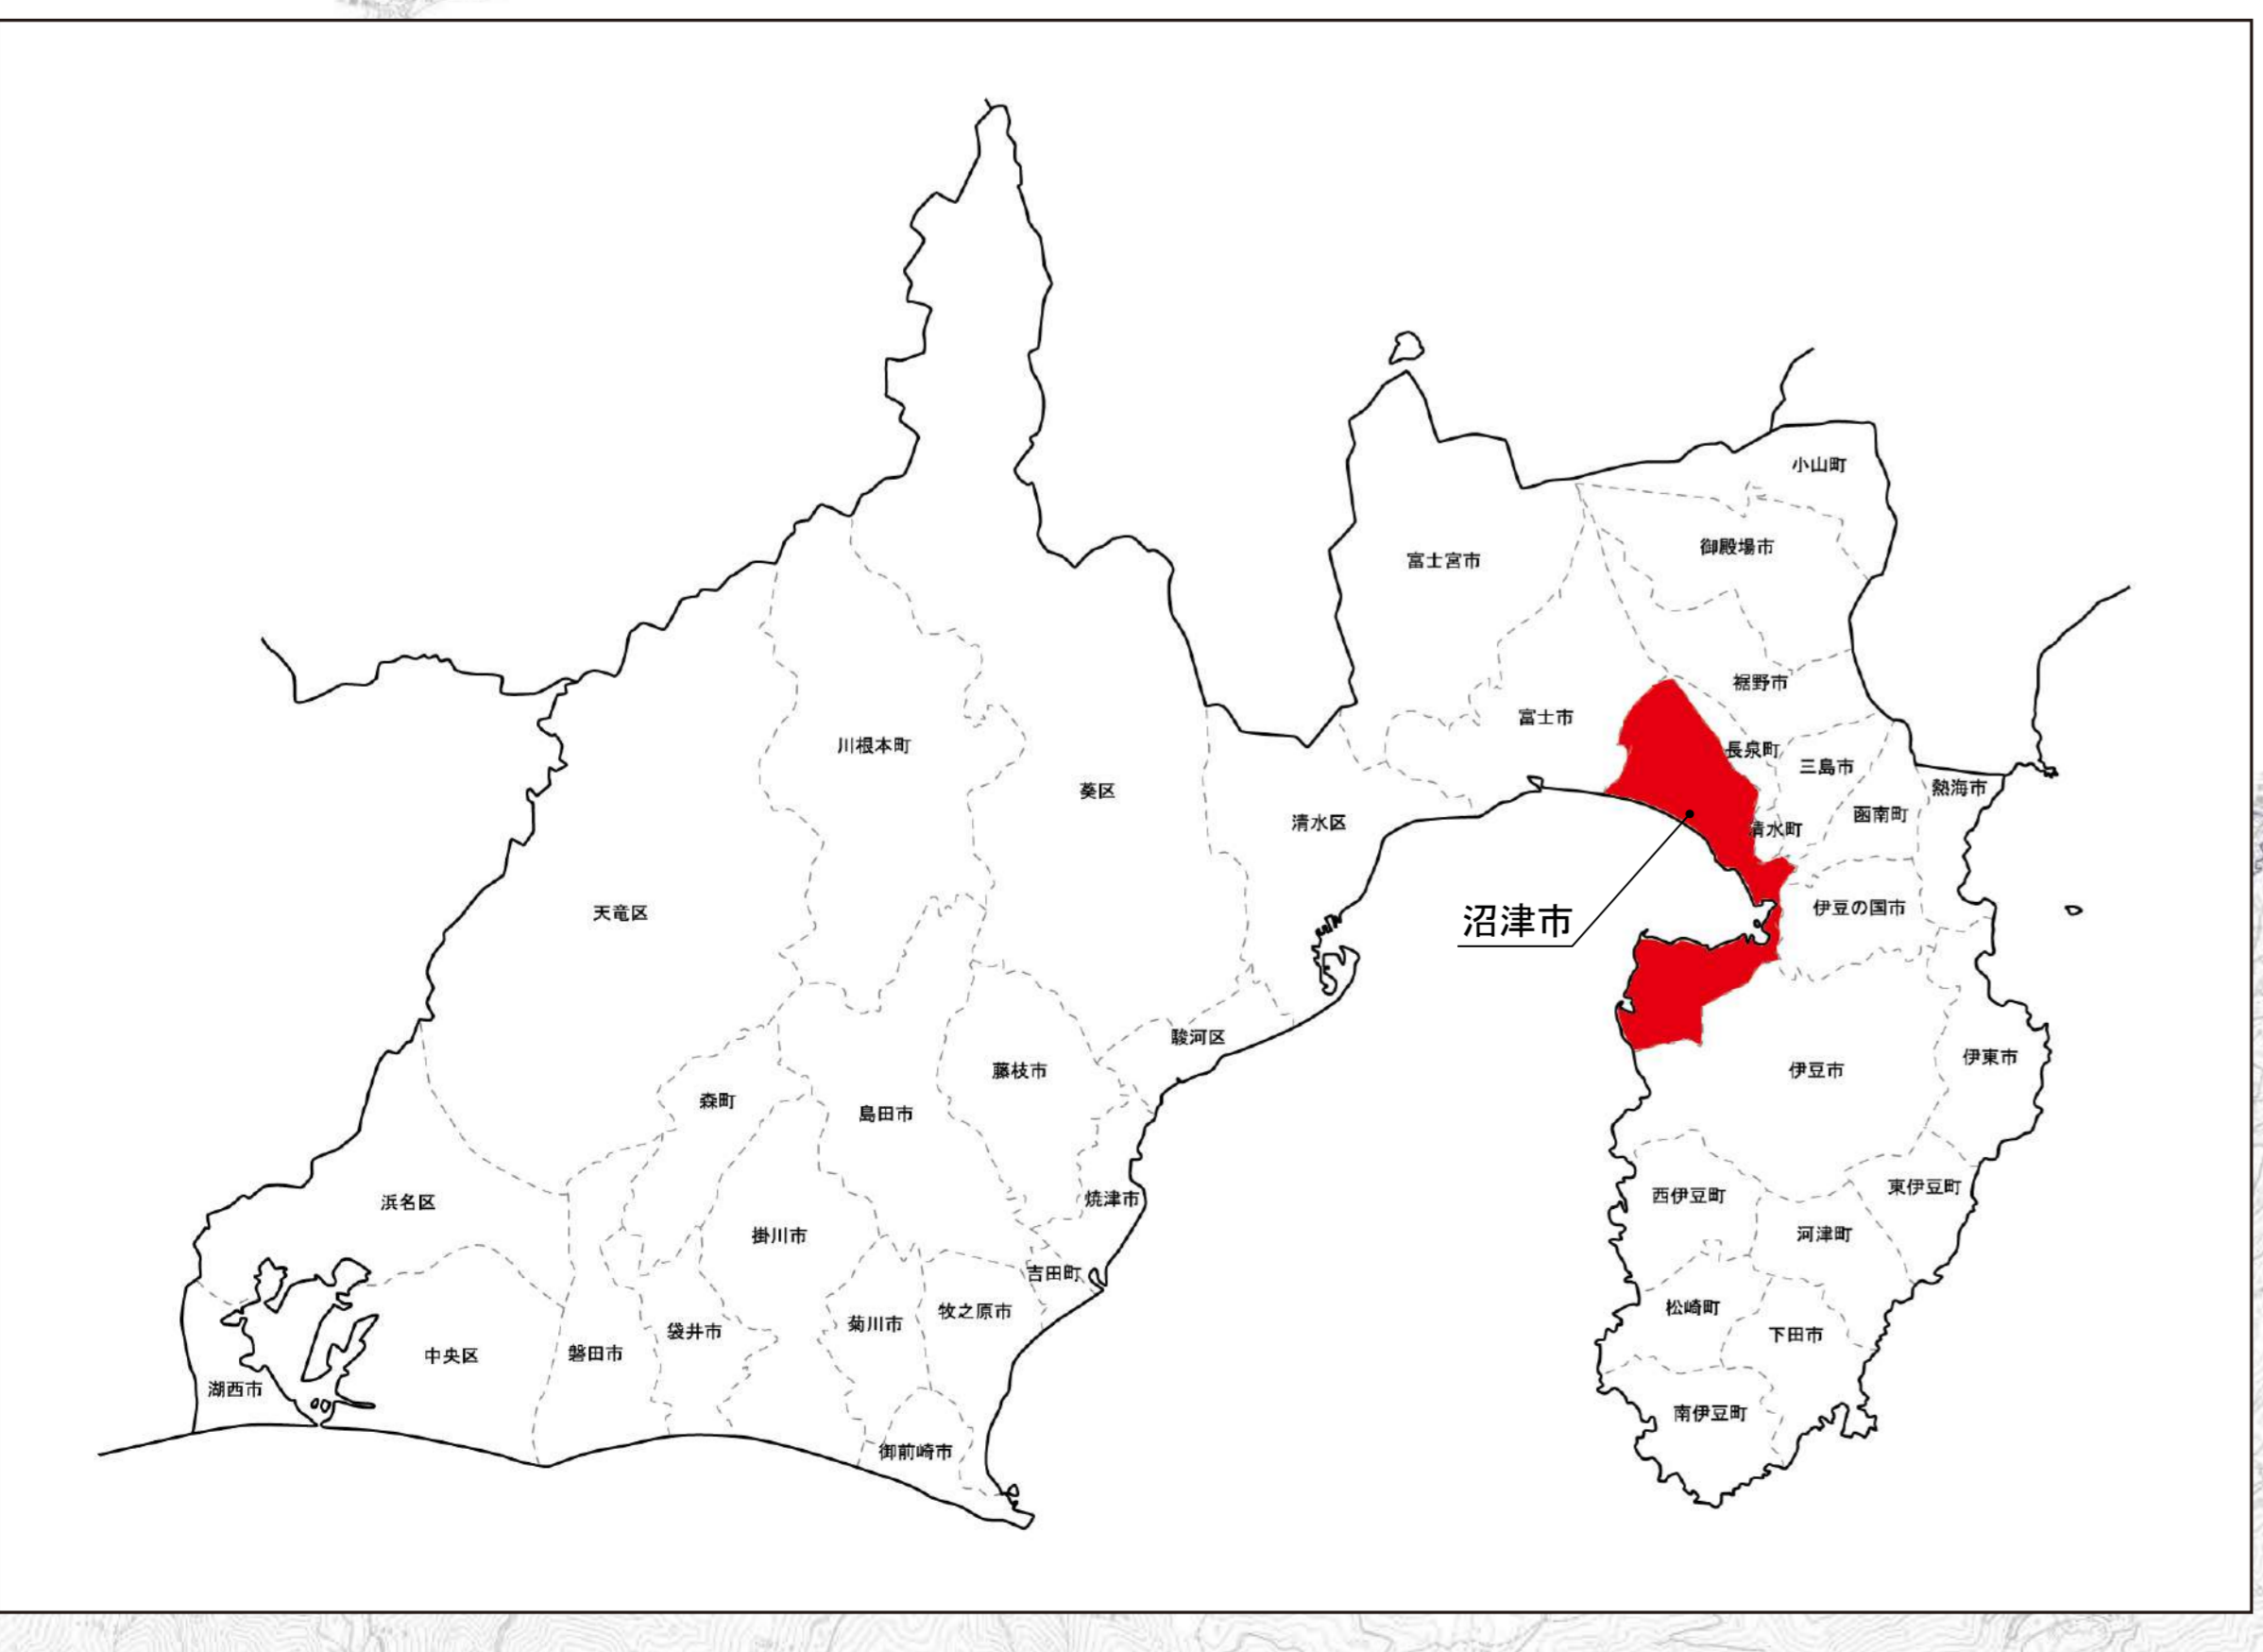 小山町
御殿場市
富士宮市
裾野市
富士市
川根本町
長泉町
三島市
熱海市
葵区
函南町
清水区
清水町
天竜区
伊豆の国市
沼津市
駿河区
伊東市
藤枝市
伊豆市
森町
島田市
東伊豆町
西伊豆町
焼津市
浜名区
河津町
掛川市
吉田町
松崎町
牧之原市
菊川市
袋井市
下田市
磐田市
中央区
湖西市
南伊豆町
御前崎市